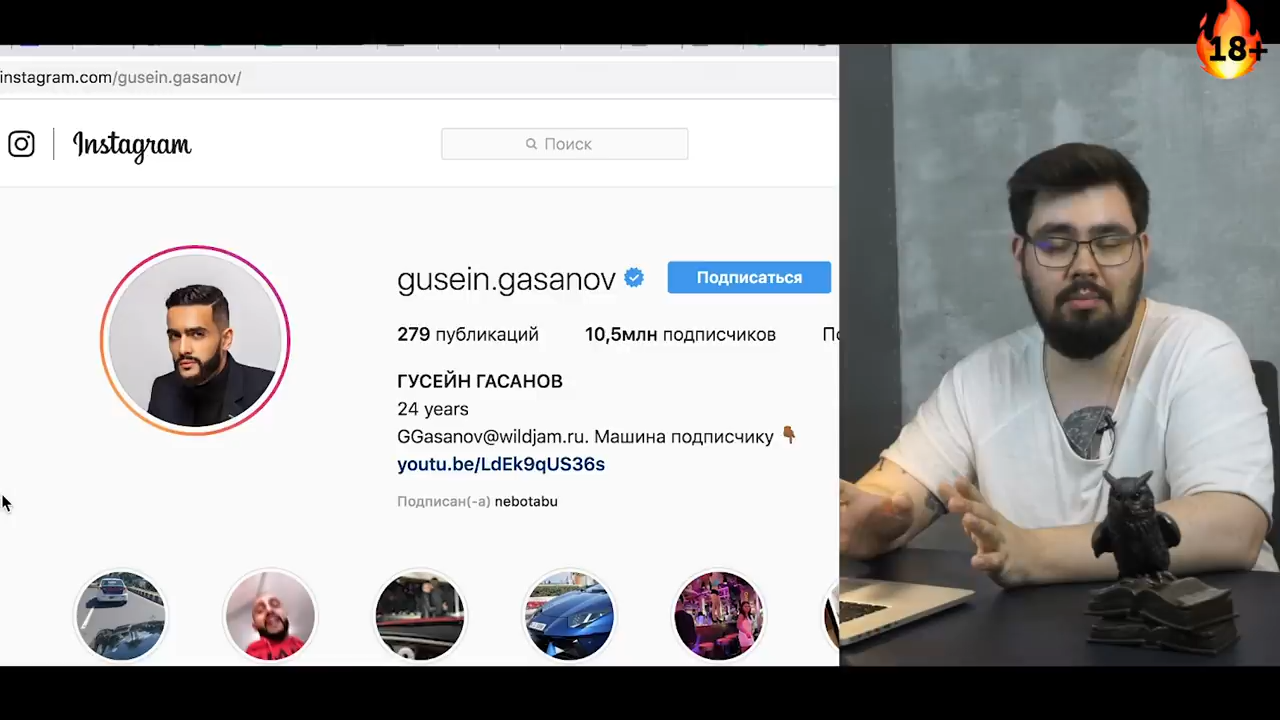 18+
instagram.com/gusein.gasanov/
Instagram
Поиск
gusein.gasanov
Подписаться
279 публикаций 10,5млн подписчиков
ГУСЕЙН ГАСАНОВ
24 years
GGasanov@wildjam.ru. Машина подписчику
youtu.be/LdEk9qUS36s
Подписан(-а) nebotabu